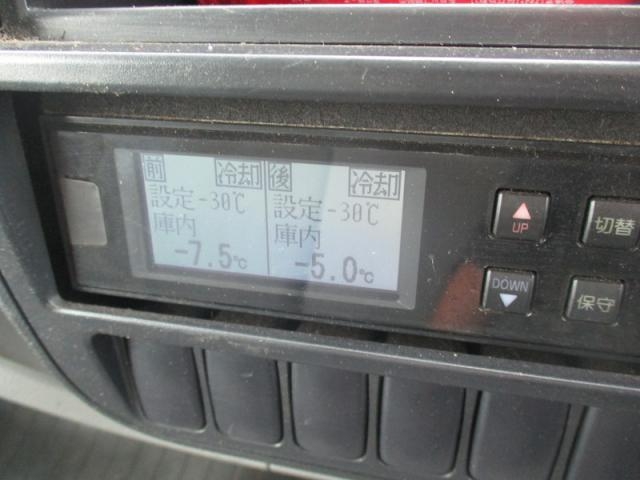 前 冷却 後 冷却
設定-30℃ 設定-30℃
庫内 庫内
-7.5℃ -5.0℃
UP 切替
DOWN 保守